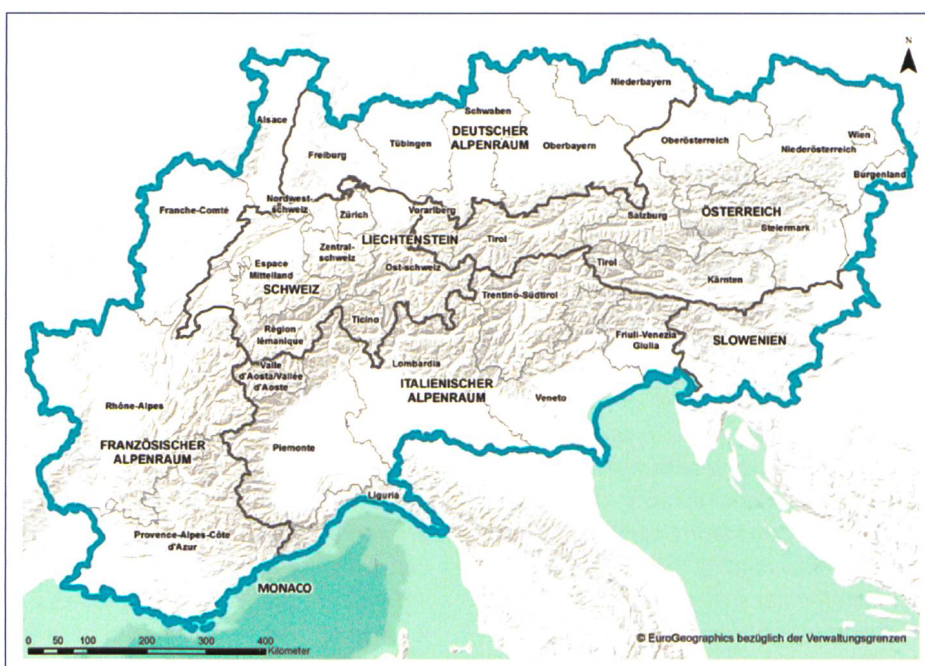 N
Niederbayern
Alsace
Schwaben
DEUTSCHER
ALPENRAUM
Freiburg
Tübingen
Oberbayern
Oberösterreich
Wien
Niederösterreich
Burgenland
Franche-Comté
Nordwest-
schweiz
Zürich
Vorarlberg
Salzburg
ÖSTERREICH
Steiermark
LIECHTENSTEIN
Tirol
Zentral-
schweiz
Ost-schweiz
Espace
Mittelland
SCHWEIZ
Tirol
Kärnten
Trentino-Südtirol
Région
lémanique
Ticino
Friuli-Venezia
Giulia
SLOWENIEN
Valle
d'Aosta/Vallée
d'Aoste
Lombardia
ITALIENISCHER
ALPENRAUM
Veneto
Rhône-Alpes
FRANZÖSISCHER
ALPENRAUM
Piemonte
Liguria
Provence-Alpes-Côte
d'Azur
MONACO
0 50 100 200 300 400
Kilometer
© EuroGeographics bezüglich der Verwaltungsgrenzen